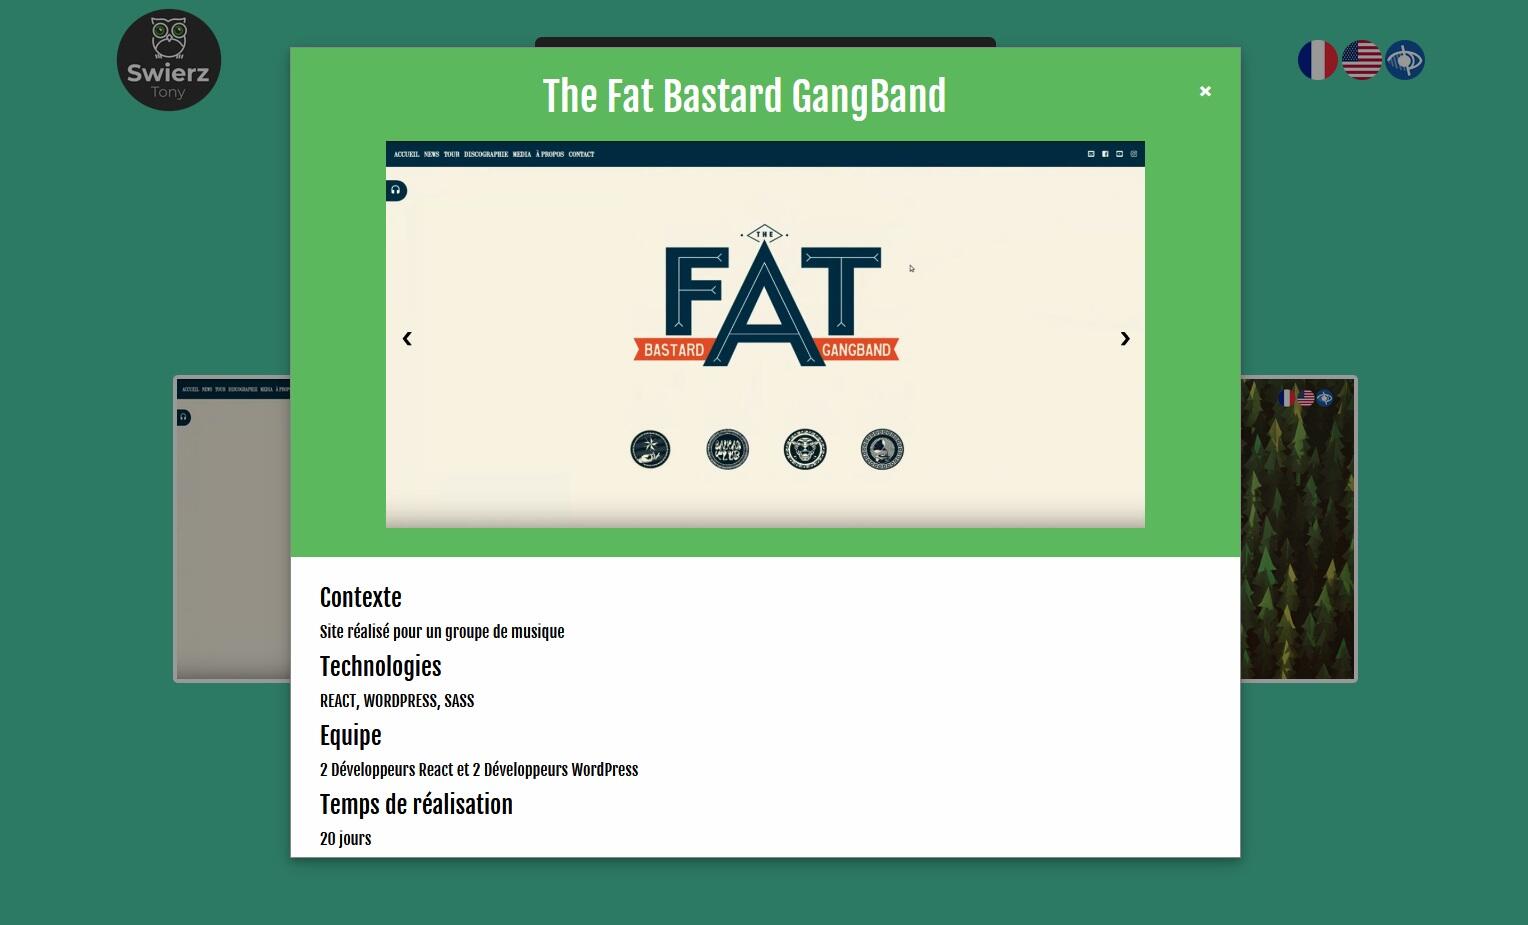 Swierz
Tony
The Fat Bastard GangBand
×
ACCUEIL NEWS TOUR DISCOGRAPHIE MEDIA À PROPOS CONTACT
THE
FAT
BASTARD GANGBAND
ACCUEIL NEWS TOUR DISCOGRAPHIE MEDIA
Contexte
Site réalisé pour un groupe de musique
Technologies
REACT, WORDPRESS, SASS
Equipe
2 Développeurs React et 2 Développeurs WordPress
Temps de réalisation
20 jours